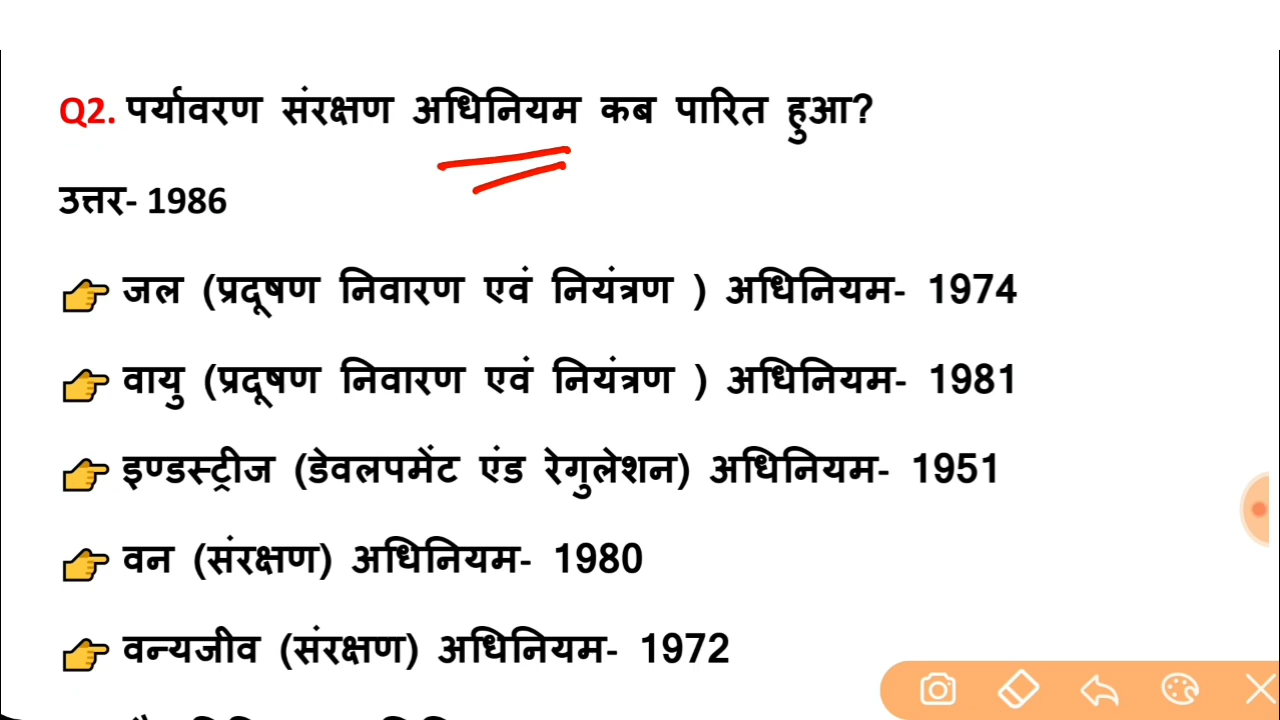 Q2. पर्यावरण संरक्षण अधिनियम कब पारित हुआ?
उत्तर- 1986
👉 जल (प्रदूषण निवारण एवं नियंत्रण ) अधिनियम- 1974
👉 वायु (प्रदूषण निवारण एवं नियंत्रण ) अधिनियम- 1981
👉 इण्डस्ट्रीज (डेवलपमेंट एंड रेगुलेशन) अधिनियम- 1951
👉 वन (संरक्षण) अधिनियम- 1980
👉 वन्यजीव (संरक्षण) अधिनियम- 1972